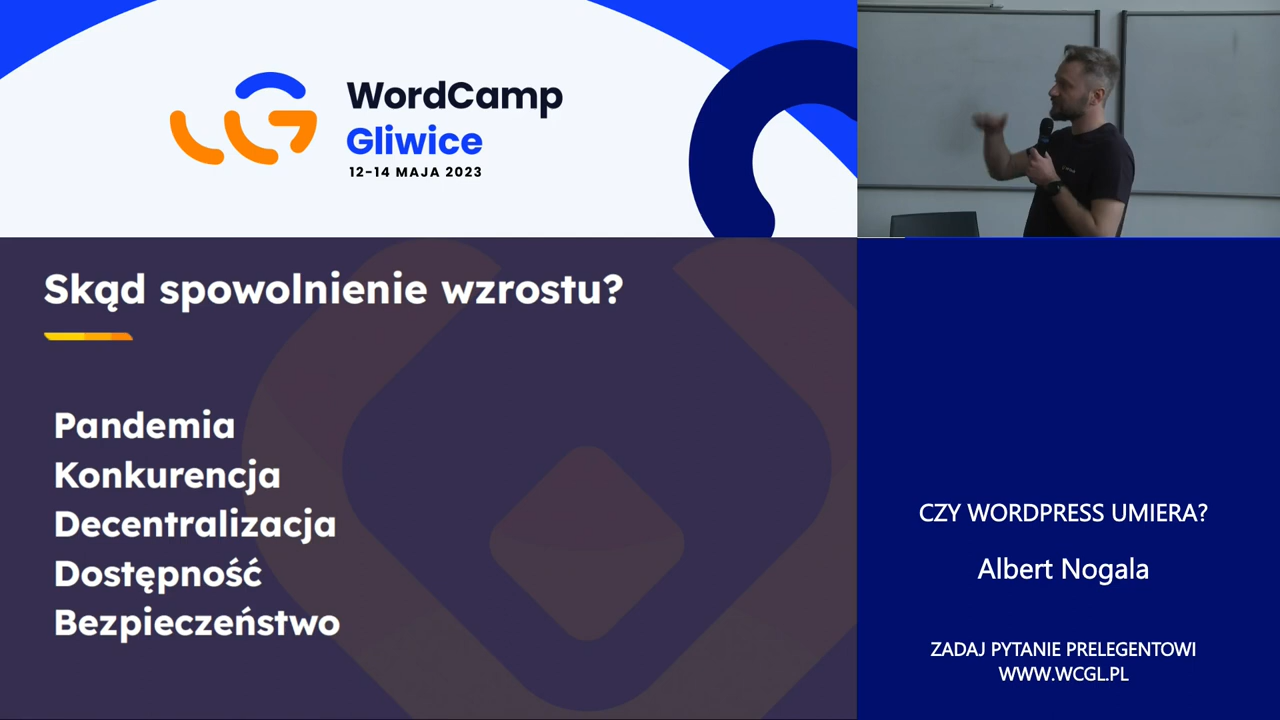 WordCamp
Gliwice
12-14 MAJA 2023
Skąd spowolnienie wzrostu?
Pandemia
Konkurencja
Decentralizacja
Dostępność
Bezpieczeństwo
CZY WORDPRESS UMIERA?
Albert Nogala
ZADAJ PYTANIE PRELEGENTOWI
WWW.WCGL.PL